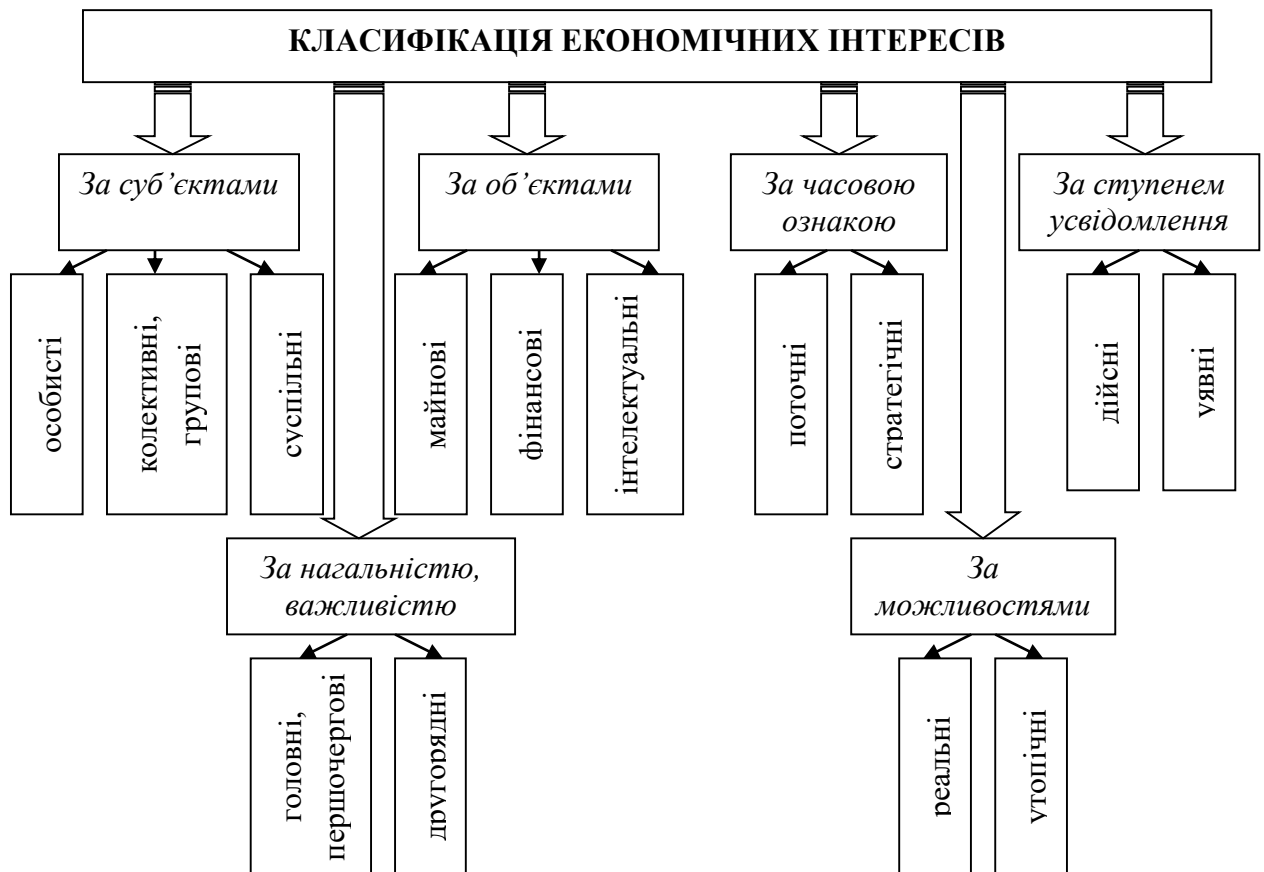 КЛАСИФІКАЦІЯ ЕКОНОМІЧНИХ ІНТЕРЕСІВ
За суб’єктами
особисті
колективні,
групові
суспільні
За об’єктами
майнові
фінансові
інтелектуальні
За часовою
ознакою
поточні
стратегічні
За ступенем
усвідомлення
дійсні
уявні
За нагальністю,
важливістю
головні,
першочергові
другорядні
За
можливостями
реальні
утопічні